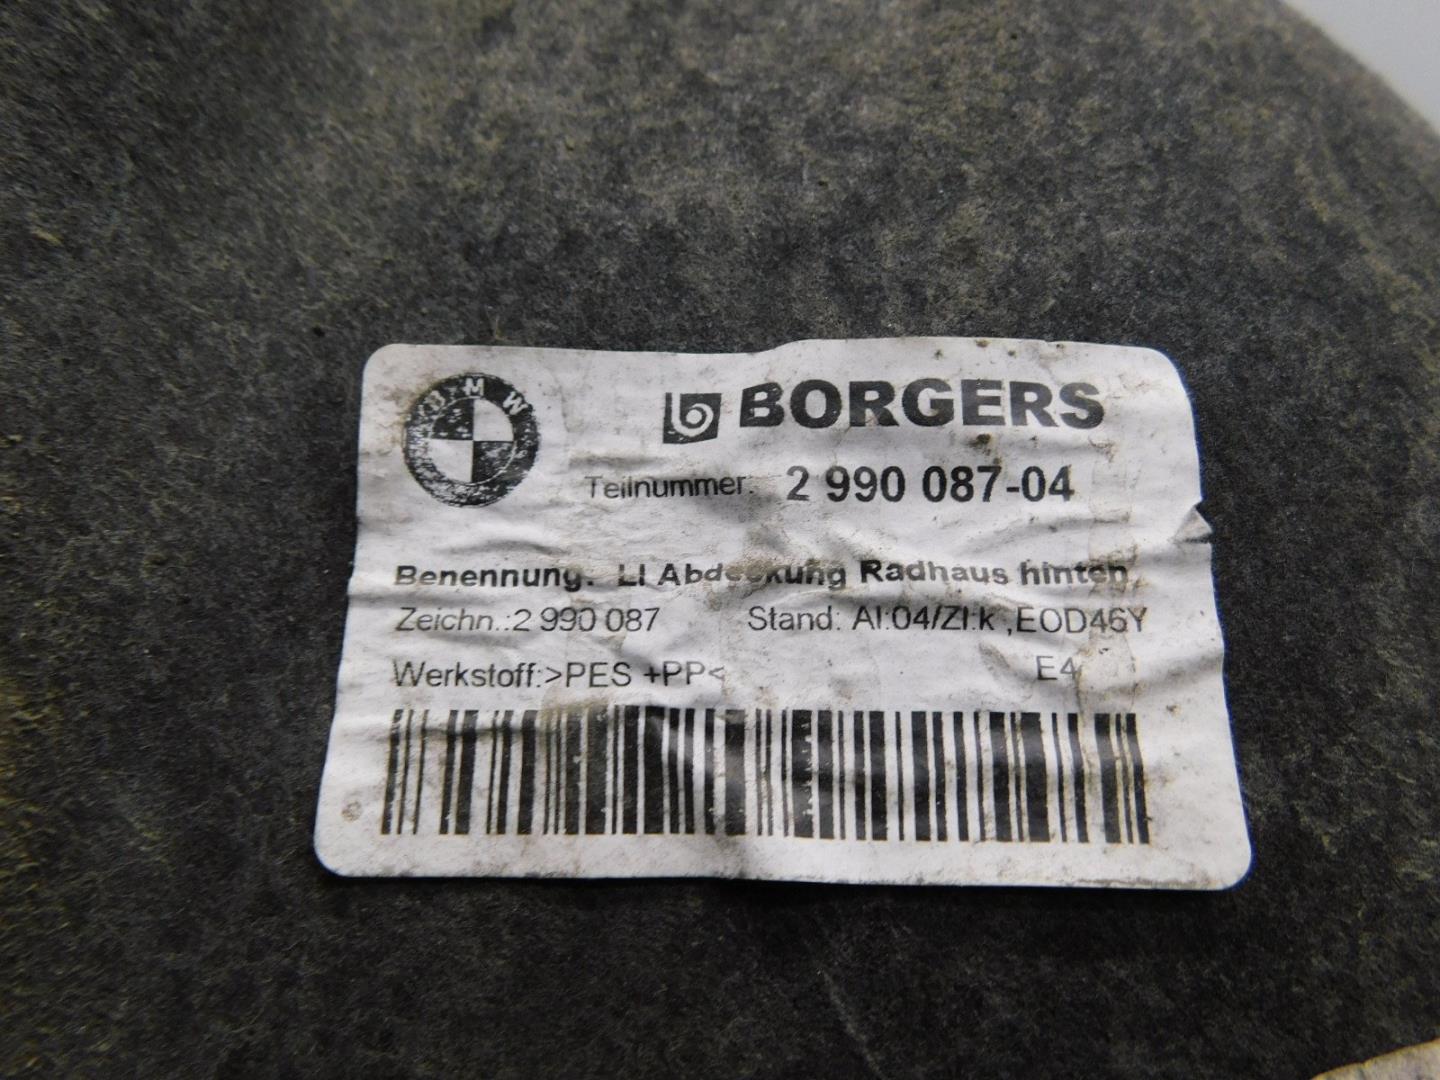 BMW
BORGERS
Teilnummer: 2 990 087-04
Benennung: LI Abdeckung Radhaus hinten
Zeichn.:2 990 087 Stand: AI:04/ZI:k ,EOD46Y
Werkstoff:>PES +PP< E4